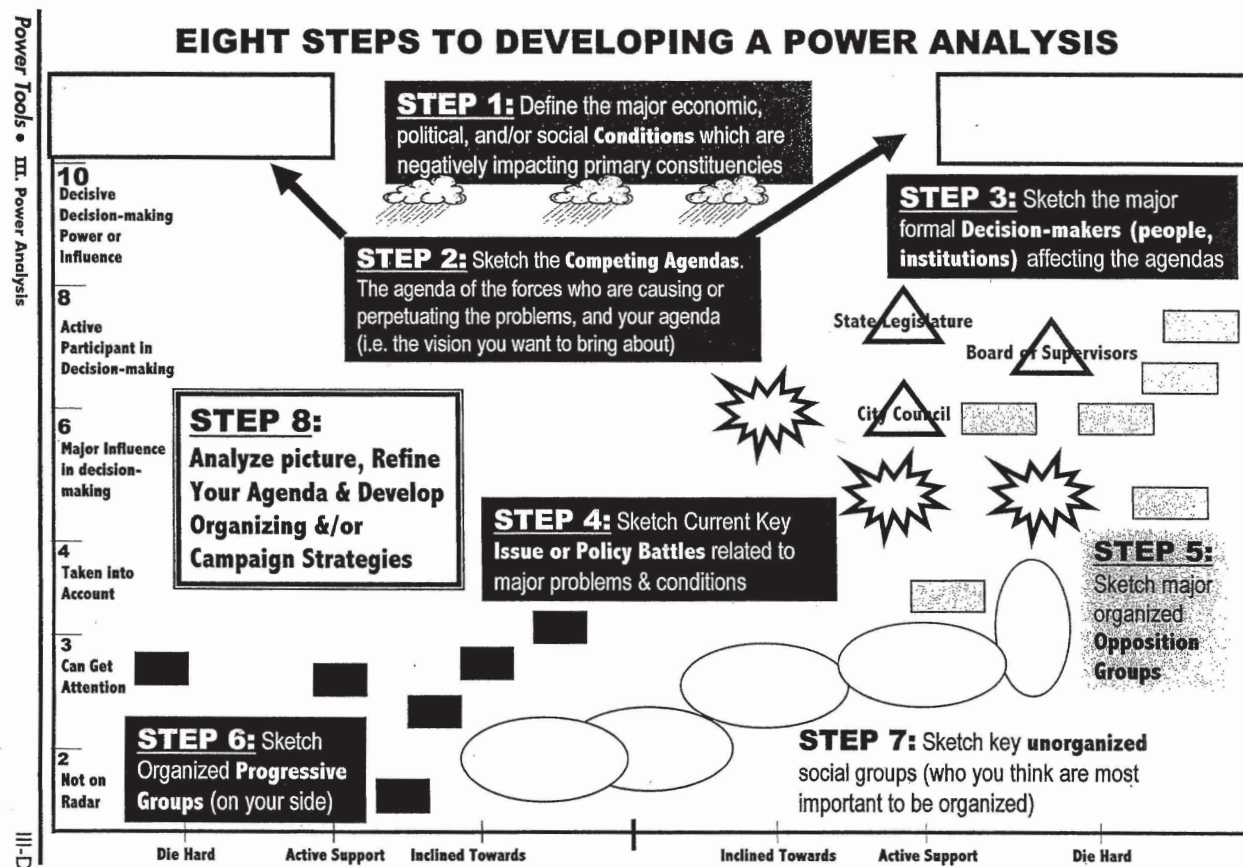 Power Tools • III. Power Analysis
III-D
EIGHT STEPS TO DEVELOPING A POWER ANALYSIS
STEP 1: Define the major economic,
political, and/or social Conditions which are
negatively impacting primary constituencies
STEP 2: Sketch the Competing Agendas.
The agenda of the forces who are causing or
perpetuating the problems, and your agenda
(i.e. the vision you want to bring about)
STEP 3: Sketch the major
formal Decision-makers (people,
institutions) affecting the agendas
State Legislature
Board of Supervisors
City Council
STEP 4: Sketch Current Key
Issue or Policy Battles related to
major problems & conditions
STEP 5:
Sketch major
organized
Opposition
Groups
STEP 6: Sketch
Organized Progressive
Groups (on your side)
STEP 7: Sketch key unorganized
social groups (who you think are most
important to be organized)
STEP 8:
Analyze picture, Refine
Your Agenda & Develop
Organizing &/or
Campaign Strategies
10
Decisive
Decision-making
Power or
Influence
8
Active
Participant in
Decision-making
6
Major Influence
in decision-
making
4
Taken into
Account
3
Can Get
Attention
2
Not on
Radar
Die Hard
Active Support
Inclined Towards
Inclined Towards
Active Support
Die Hard